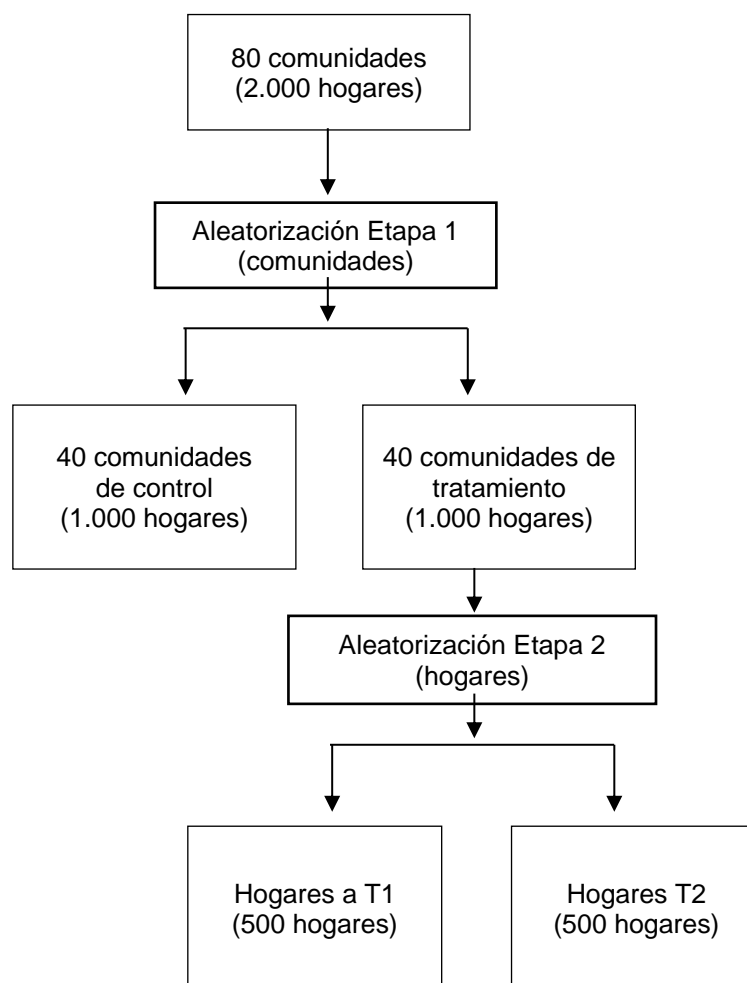 80 comunidades
(2.000 hogares)
Aleatorización Etapa 1
(comunidades)
40 comunidades
de control
(1.000 hogares)
40 comunidades de
tratamiento
(1.000 hogares)
Aleatorización Etapa 2
(hogares)
Hogares a T1
(500 hogares)
Hogares T2
(500 hogares)